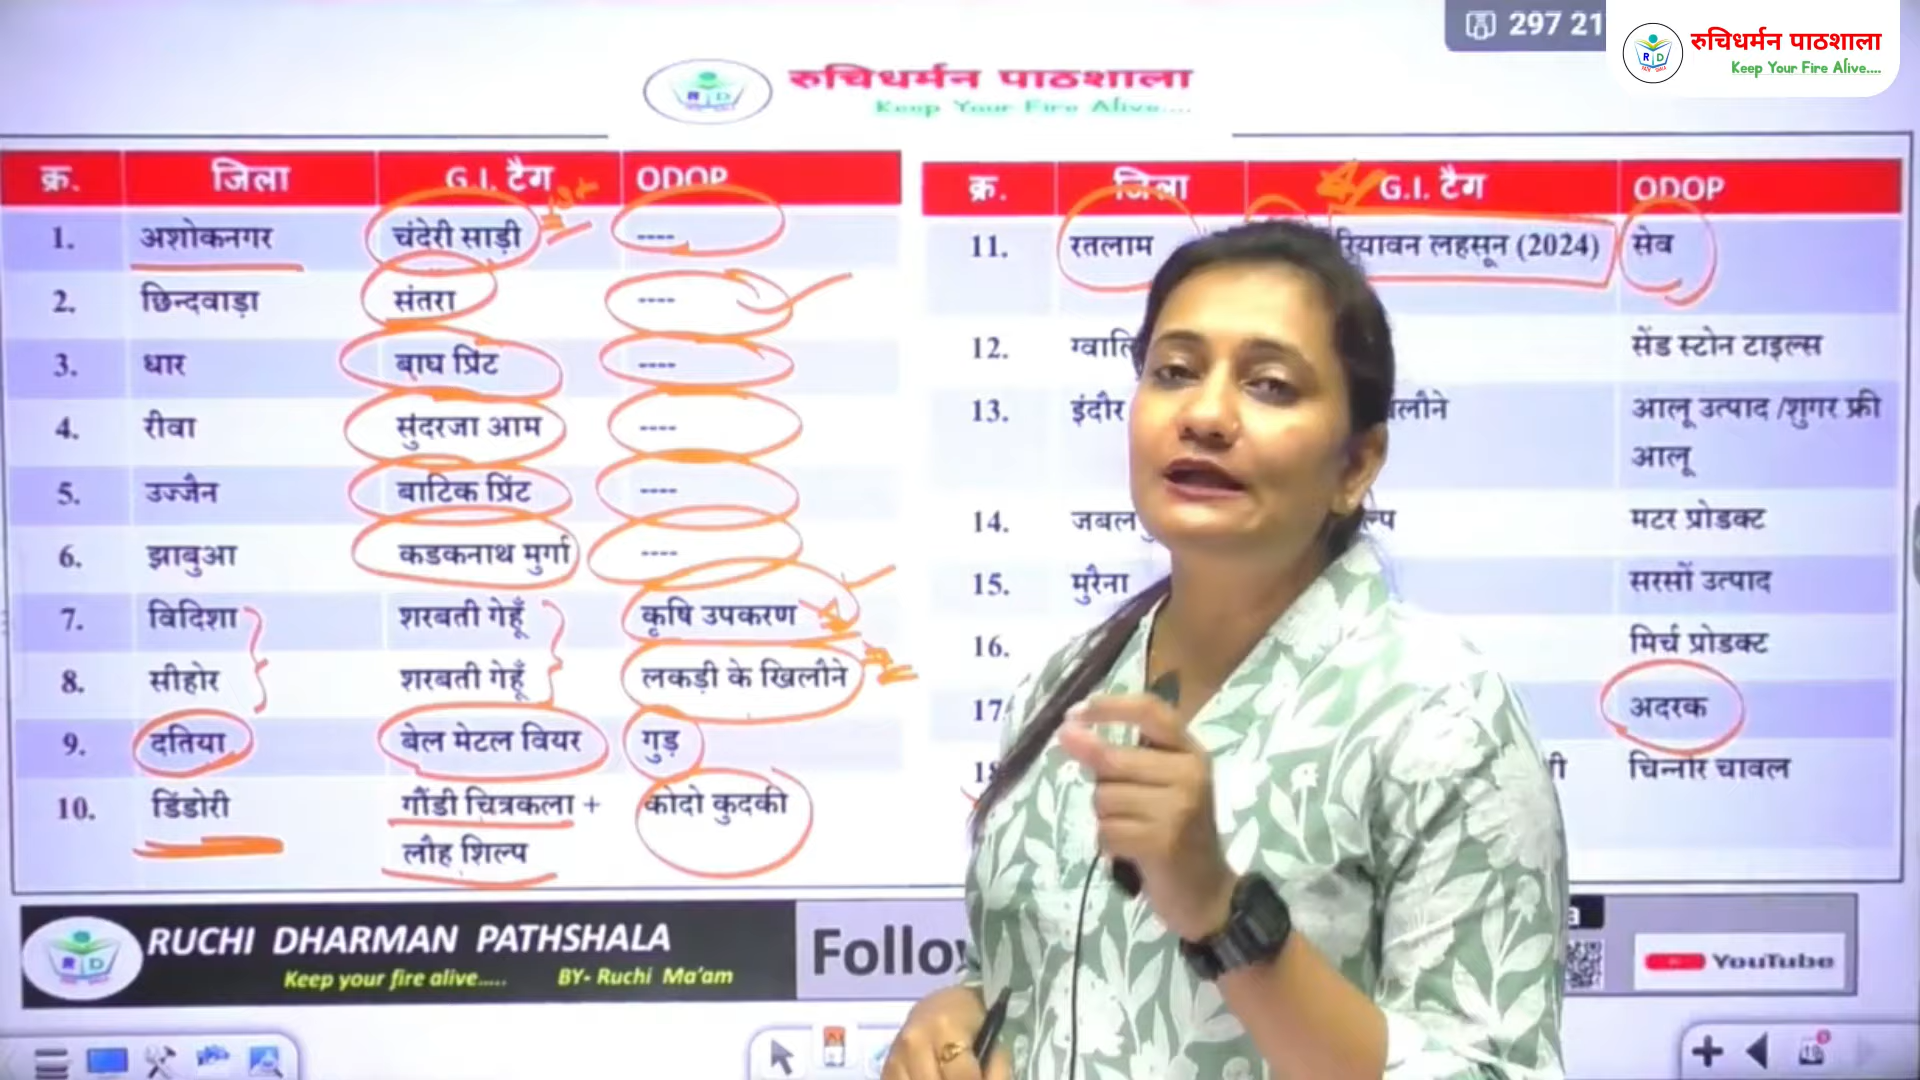 297 21
रुचिधर्मन पाठशाला
Keep Your Fire Alive....
रुचिधर्मन पाठशाला
Keep Your Fire Alive....
क्र. जिला G.I. टैग ODOP
1. अशोकनगर चंदेरी साड़ी ----
2. छिन्दवाड़ा संतरा ----
3. धार बाघ प्रिंट ----
4. रीवा सुंदरजा आम ----
5. उज्जैन बाटिक प्रिंट ----
6. झाबुआ कडकनाथ मुर्गा ----
7. विदिशा शरबती गेहूँ कृषि उपकरण
8. सीहोर शरबती गेहूँ लकड़ी के खिलौने
9. दतिया बेल मेटल वियर गुड़
10. डिंडोरी गौंडी चित्रकला + कोदो कुदकी
लौह शिल्प
क्र. जिला G.I. टैग ODOP
11. रतलाम रियावन लहसून (2024) सेव
12. सेंड स्टोन टाइल्स
13. इंदौर आलू उत्पाद /शुगर फ्री
आलू
14. मटर प्रोडक्ट
15. मुरैना सरसों उत्पाद
16. मिर्च प्रोडक्ट
17. अदरक
चिन्नोर चावल
RUCHI DHARMAN PATHSHALA
Keep your fire alive..... BY- Ruchi Ma'am
YouTube